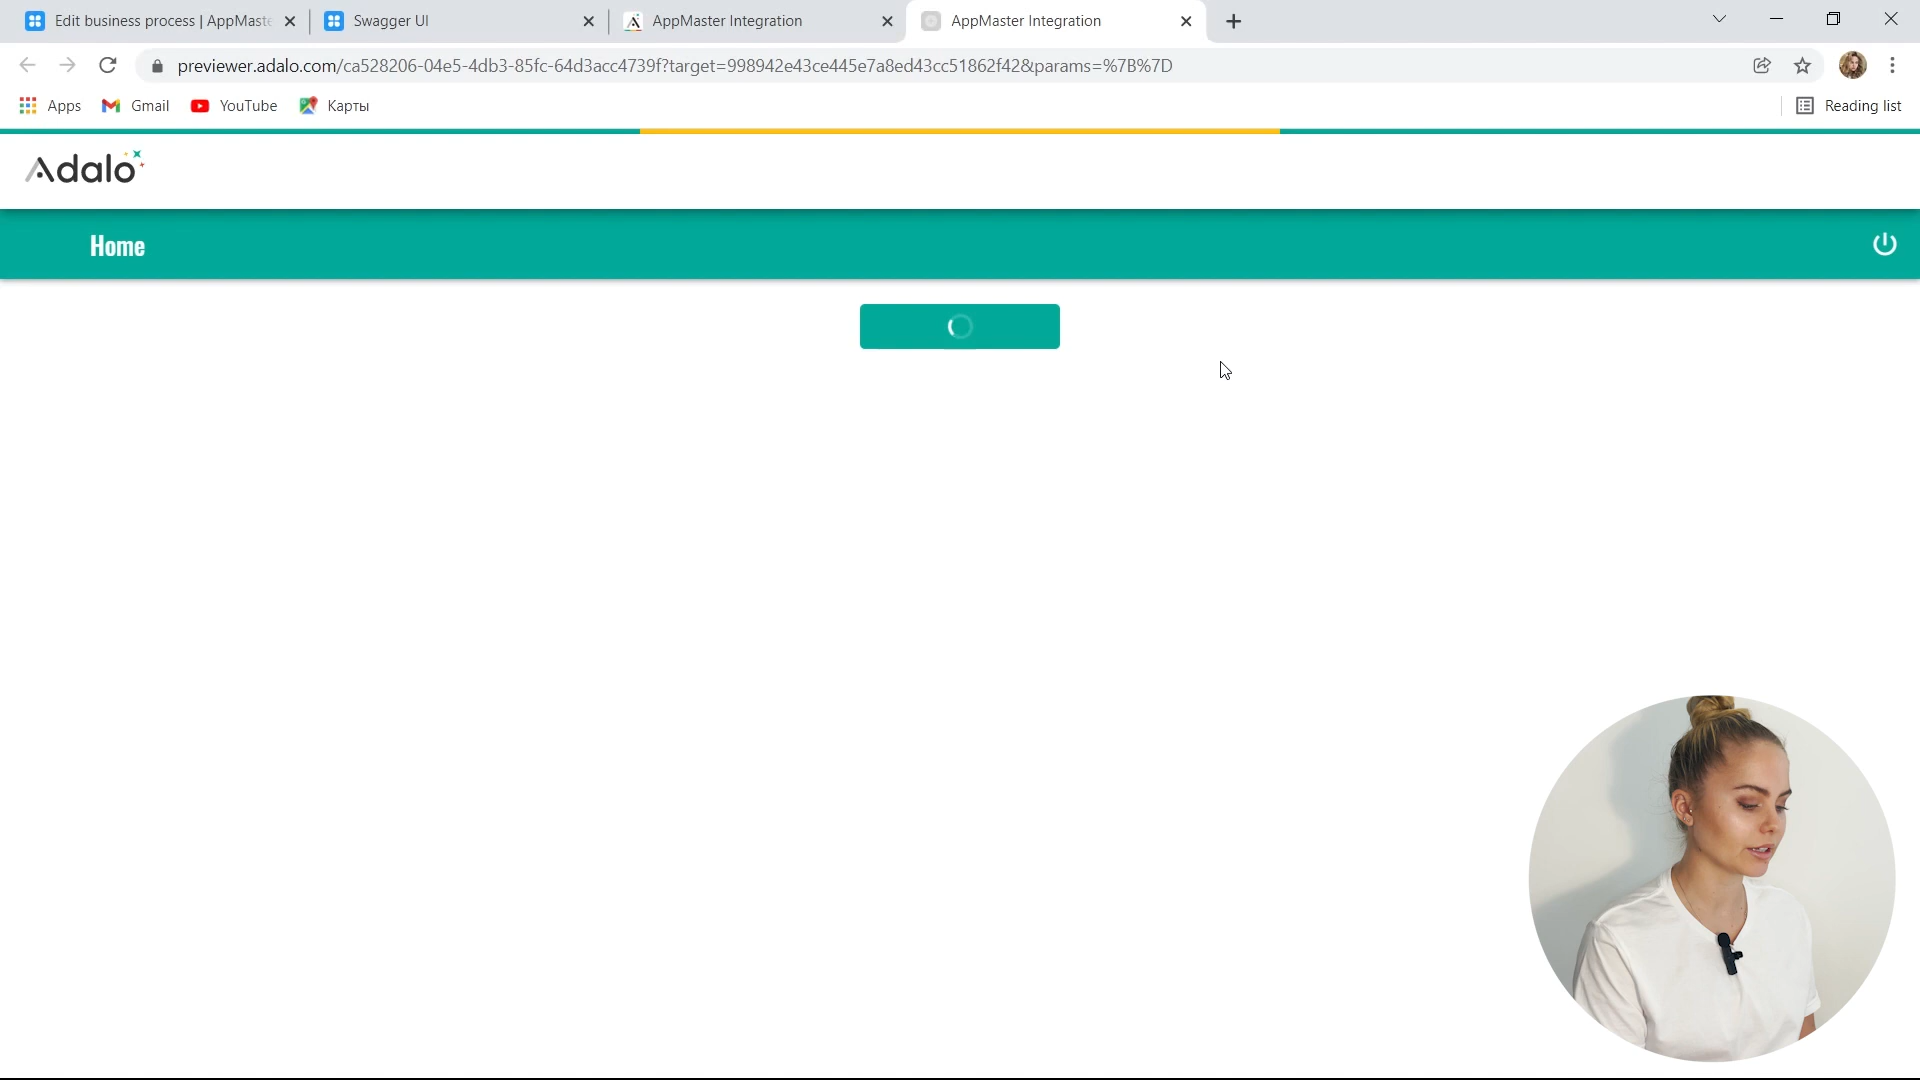 Edit business process | AppMaste
Swagger UI
AppMaster Integration
AppMaster Integration
previewer.adalo.com/ca528206-04e5-4db3-85fc-64d3acc4739f?target=998942e43ce445e7a8ed43cc51862f42&params=%7B%7D
Apps
Gmail
YouTube
Карты
Reading list
Adalo
Home